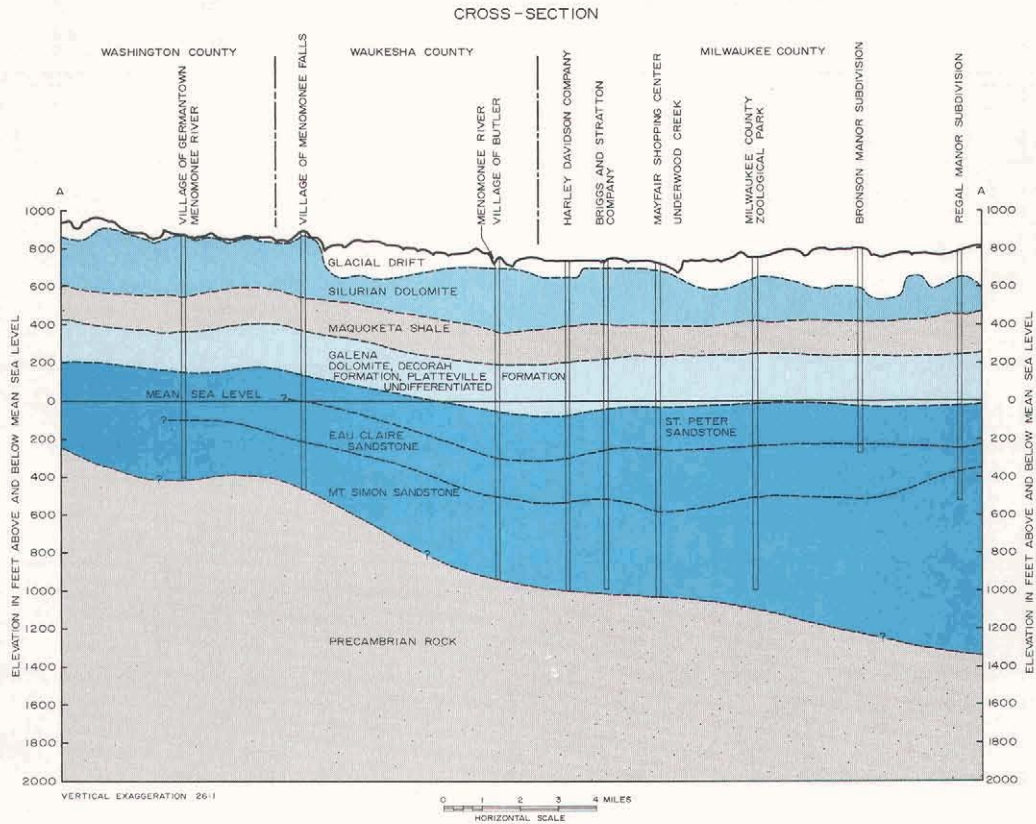 CROSS-SECTION
WASHINGTON COUNTY
WAUKESHA COUNTY
MILWAUKEE COUNTY
VILLAGE OF GERMANTOWN
MENOMONEE RIVER
VILLAGE OF MENOMONEE FALLS
MENOMONEE RIVER
VILLAGE OF BUTLER
HARLEY DAVIDSON COMPANY
BRIGGS AND STRATTON
COMPANY
MAYFAIR SHOPPING CENTER
UNDERWOOD CREEK
MILWAUKEE COUNTY
ZOOLOGICAL PARK
BRONSON MANOR SUBDIVISION
REGAL MANOR SUBDIVISION
A
A
ELEVATION IN FEET ABOVE AND BELOW MEAN SEA LEVEL
1000
800
600
400
200
0
200
400
600
800
1000
1200
1400
1600
1800
2000
GLACIAL DRIFT
SILURIAN DOLOMITE
MAQUOKETA SHALE
GALENA
DOLOMITE, DECORAH
FORMATION, PLATTEVILLE FORMATION
UNDIFFERENTIATED
MEAN SEA LEVEL
?
?
EAU CLAIRE
SANDSTONE
ST. PETER
SANDSTONE
?
MT. SIMON SANDSTONE
?
?
PRECAMBRIAN ROCK
1000
800
600
400
200
0
200
400
600
800
1000
1200
1400
1600
1800
2000
ELEVATION IN FEET ABOVE AND BELOW MEAN SEA LEVEL
VERTICAL EXAGGERATION 26:1
0 1 2 3 4 MILES
HORIZONTAL SCALE